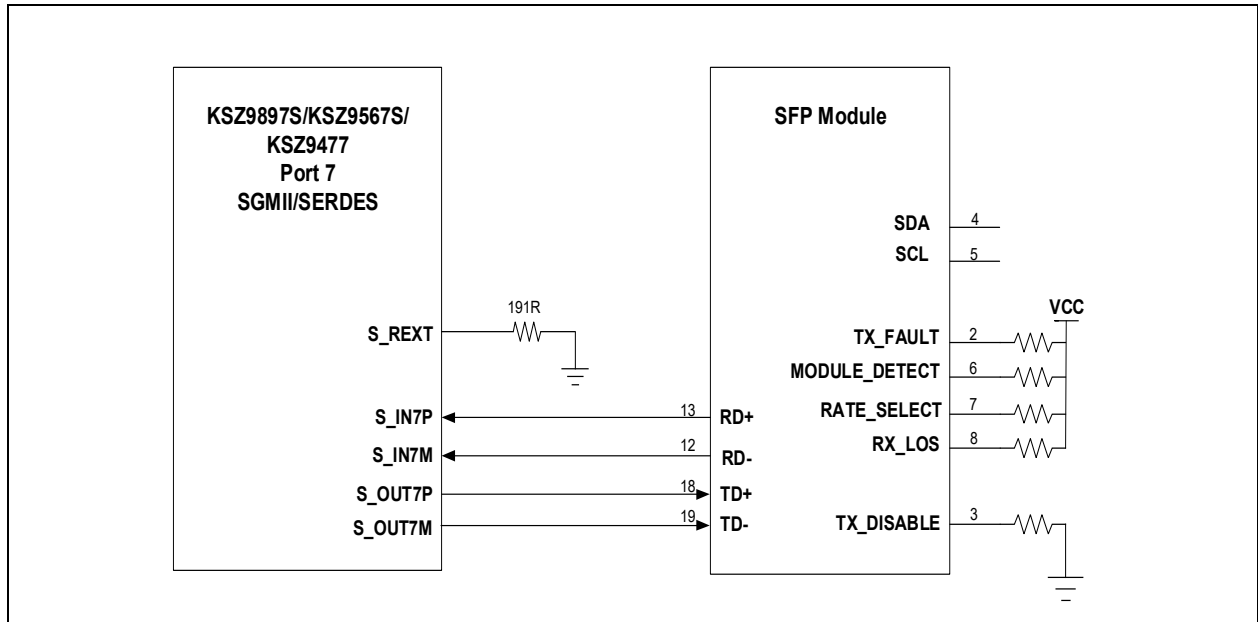 KSZ9897S/KSZ9567S/
KSZ9477
Port 7
SGMII/SERDES
S_REXT
191R
S_IN7P
S_IN7M
S_OUT7P
S_OUT7M
SFP Module
SDA 4
SCL 5
VCC
TX_FAULT 2
MODULE_DETECT 6
RATE_SELECT 7
RX_LOS 8
13 RD+
12 RD-
18 TD+
19 TD-
TX_DISABLE 3